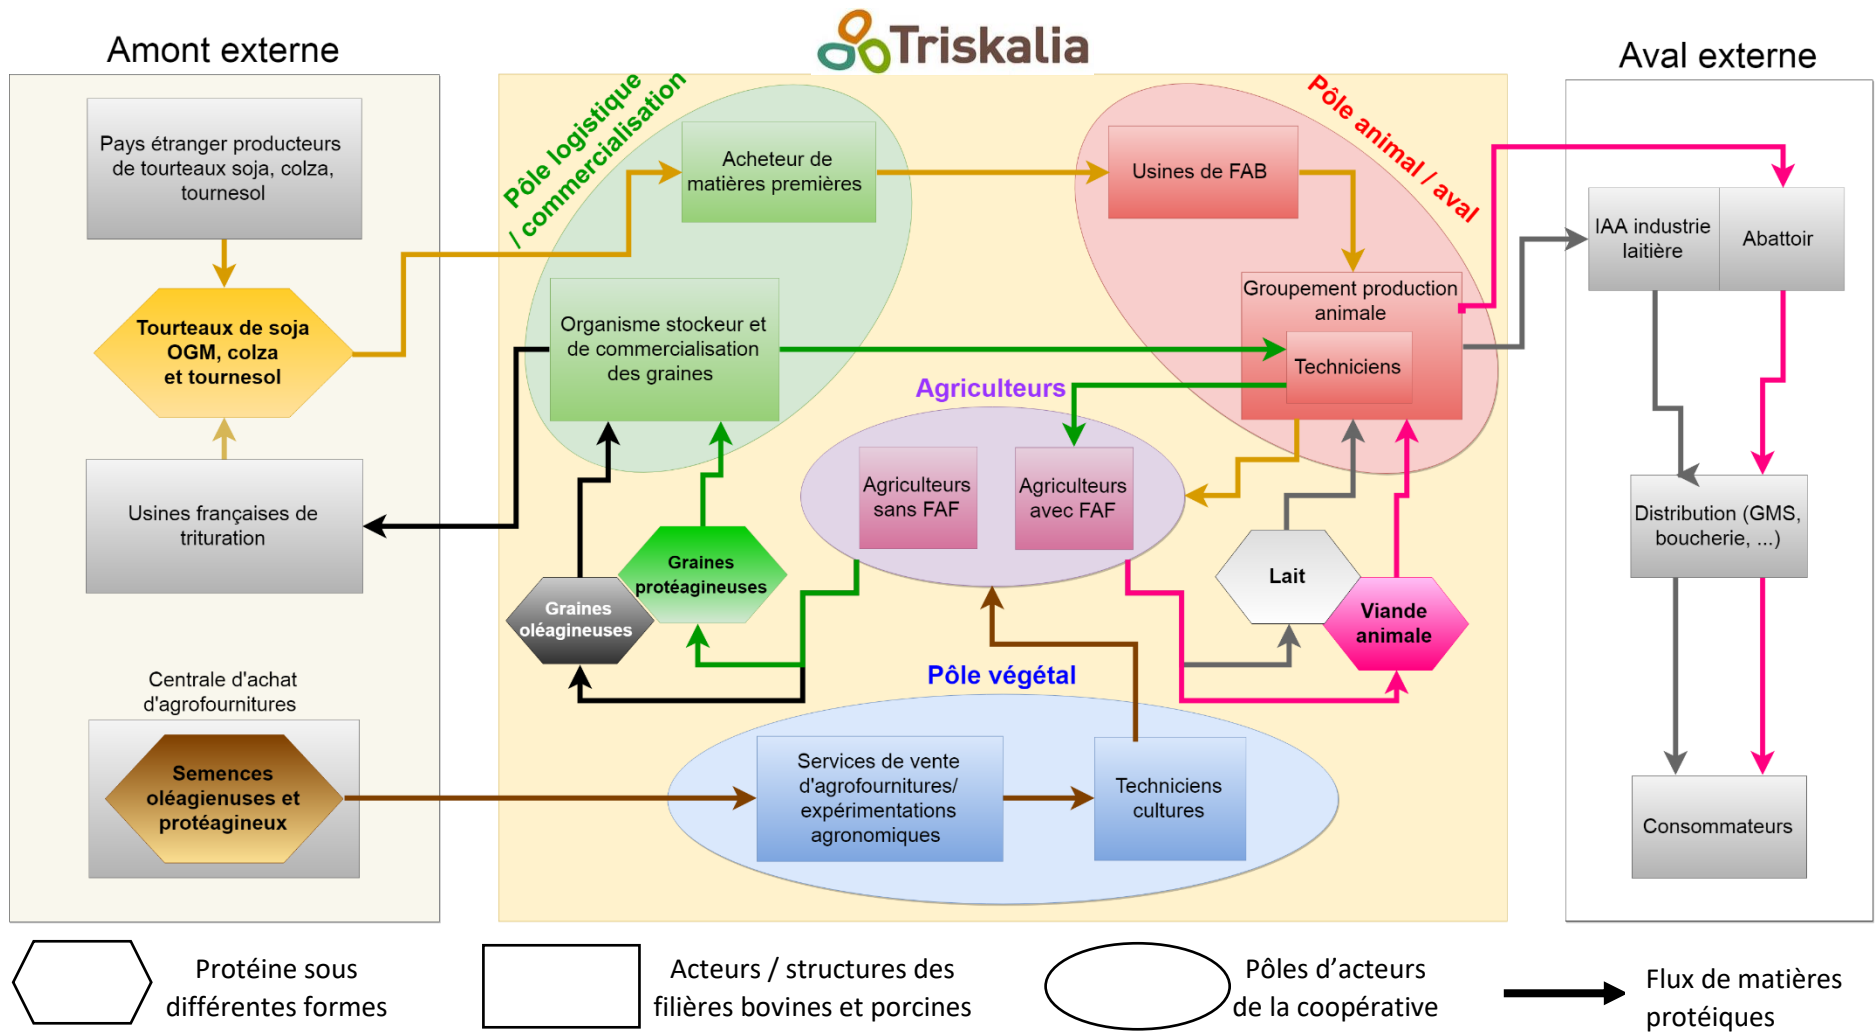 Triskalia
Amont externe
Aval externe
Pôle logistique
/ commercialisation
Pôle animal / aval
Pays étranger producteurs
de tourteaux soja, colza,
tournesol
Acheteur de
matières premières
Usines de FAB
IAA industrie
laitière
Abattoir
Tourteaux de soja
OGM, colza
et tournesol
Organisme stockeur et
de commercialisation
des graines
Groupement production
animale
Techniciens
Agriculteurs
Agriculteurs
sans FAF
Agriculteurs
avec FAF
Usines françaises de
trituration
Distribution (GMS,
boucherie, ...)
Graines
protéagineuses
Graines
oléagineuses
Lait
Viande
animale
Pôle végétal
Centrale d'achat
d'agrofournitures
Semences
oléagienuses et
protéagineux
Services de vente
d'agrofournitures/
expérimentations
agronomiques
Techniciens
cultures
Consommateurs
Protéine sous
différentes formes
Acteurs / structures des
filières bovines et porcines
Pôles d’acteurs
de la coopérative
Flux de matières
protéiques